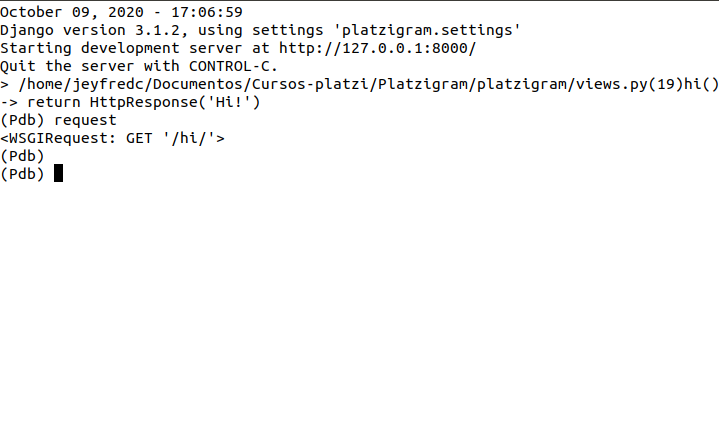 October 09, 2020 - 17:06:59
Django version 3.1.2, using settings 'platzigram.settings'
Starting development server at http://127.0.0.1:8000/
Quit the server with CONTROL-C.
> /home/jeyfredc/Documentos/Cursos-platzi/Platzigram/platzigram/views.py(19)hi()
-> return HttpResponse('Hi!')
(Pdb) request
<WSGIRequest: GET '/hi/'>
(Pdb)
(Pdb)